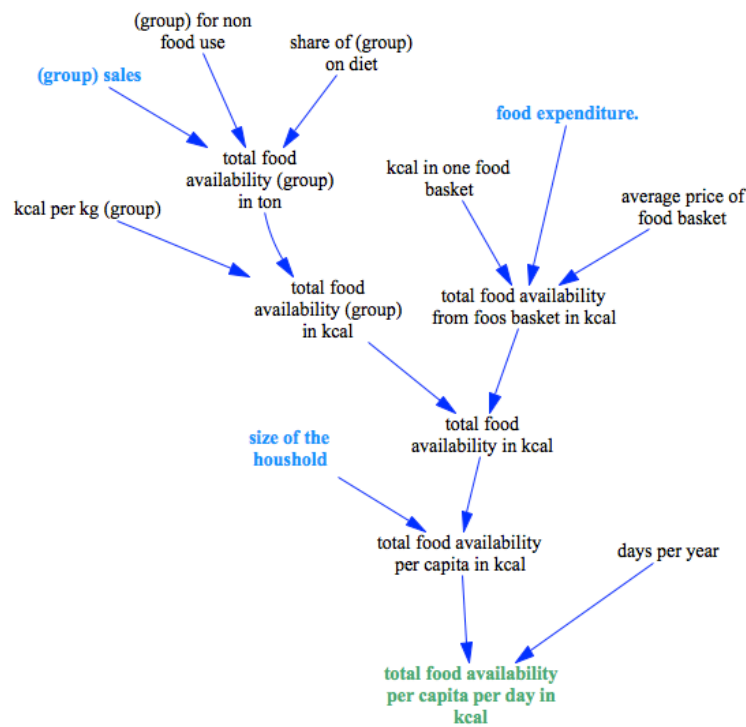 (group) for non
food use
share of (group)
on diet
(group) sales
food expenditure.
total food
availability (group)
in ton
kcal in one food
basket
average price of
food basket
kcal per kg (group)
total food
availability (group)
in kcal
total food availability
from foos basket in kcal
total food
availability in kcal
size of the
houshold
total food availability
per capita in kcal
days per year
total food availability
per capita per day in
kcal